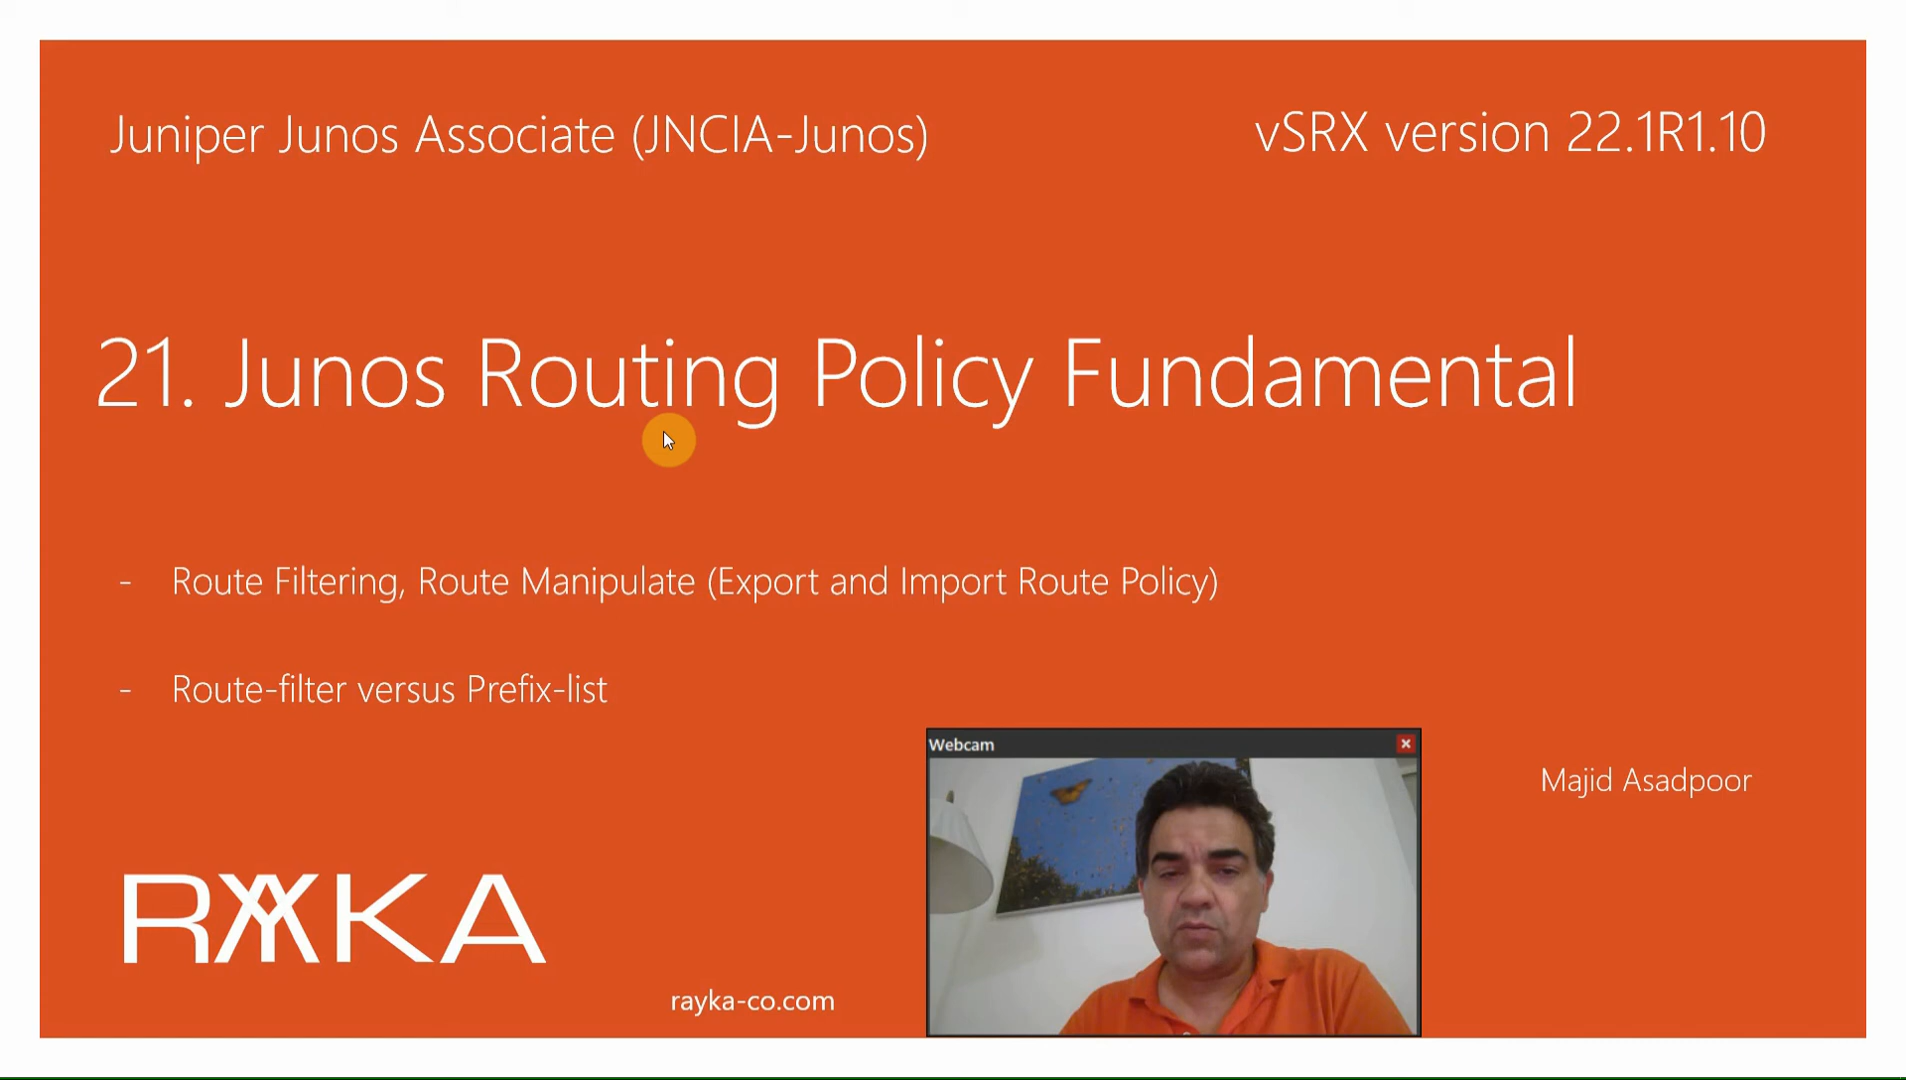 Juniper Junos Associate (JNCIA-Junos)
vSRX version 22.1R1.10
21. Junos Routing Policy Fundamental
- Route Filtering, Route Manipulate (Export and Import Route Policy)
- Route-filter versus Prefix-list
Webcam
Majid Asadpoor
RAYKA
rayka-co.com